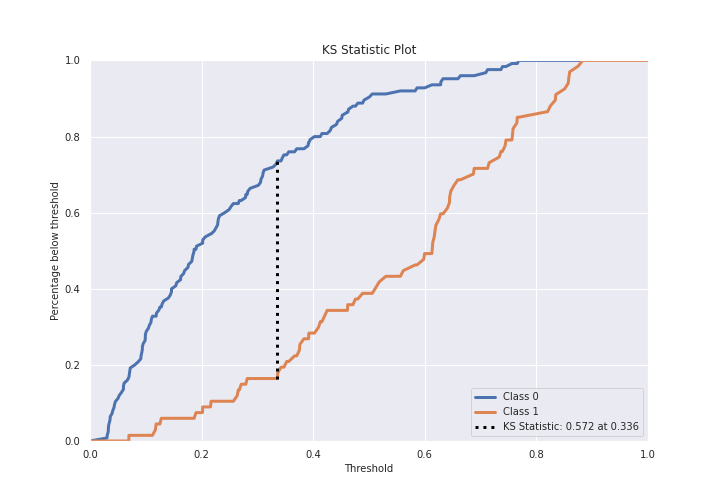 KS Statistic Plot
1.0
0.8
0.6
0.4
0.2
0.0
Percentage below threshold
0.0 0.2 0.4 0.6 0.8 1.0
Threshold
Class 0
Class 1
KS Statistic: 0.572 at 0.336